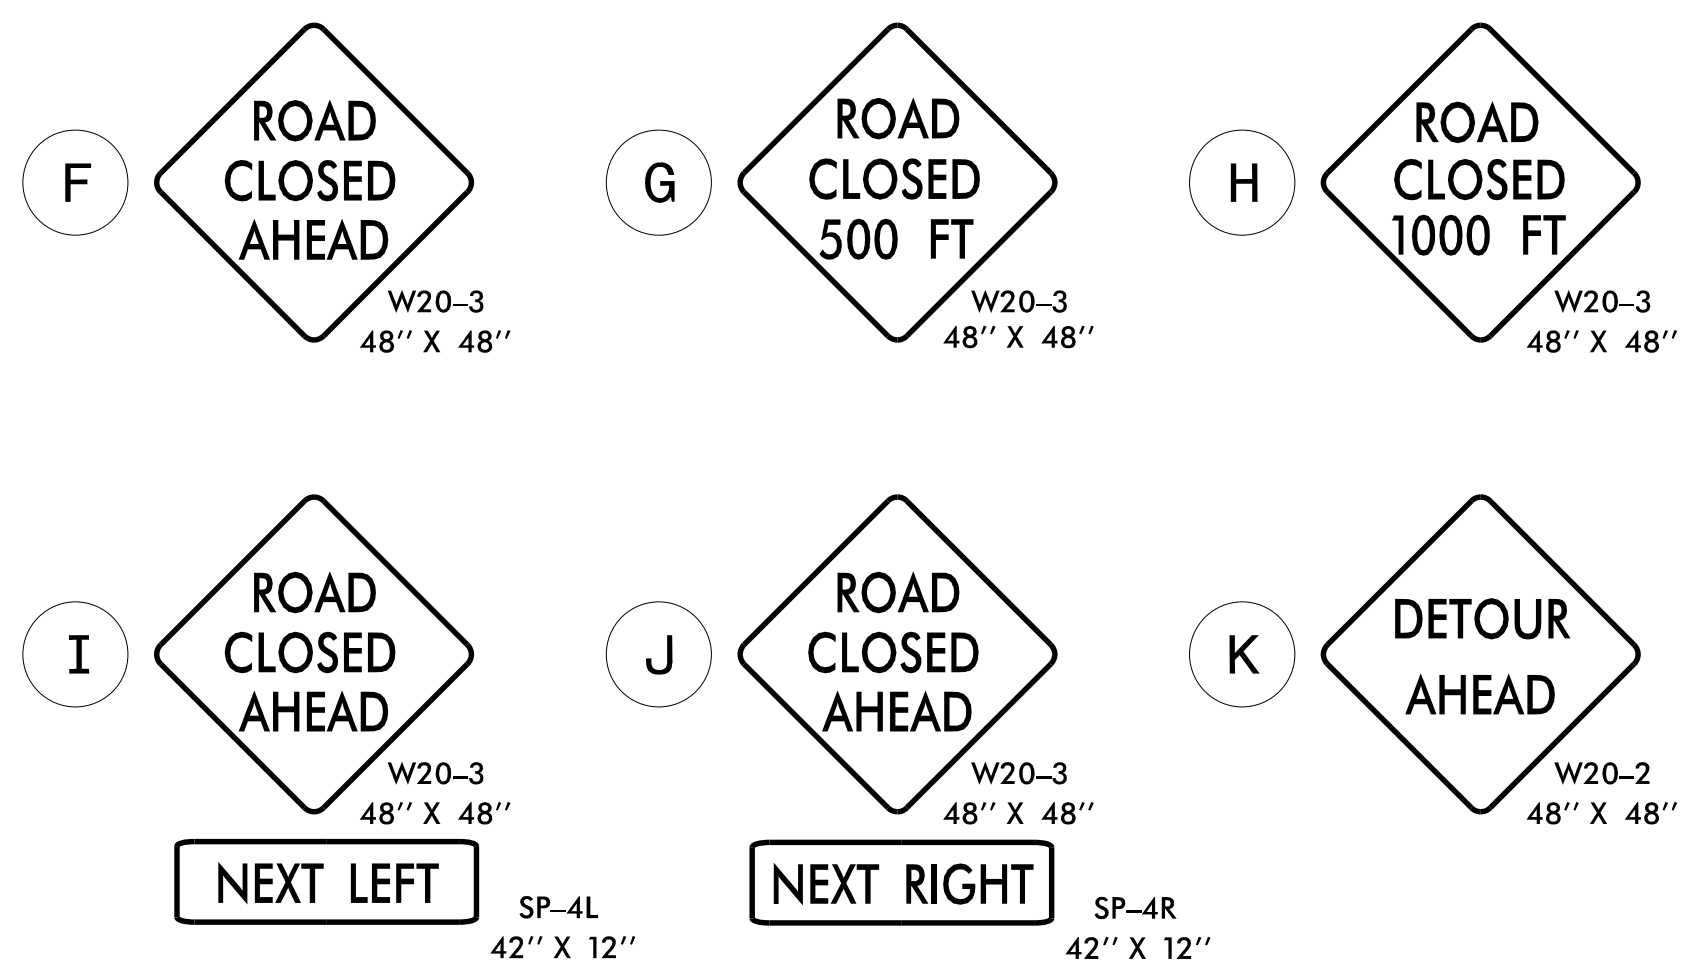 F
ROAD
CLOSED
AHEAD
W20–3
48’’ X 48’’
G
ROAD
CLOSED
500 FT
W20–3
48’’ X 48’’
H
ROAD
CLOSED
1000 FT
W20–3
48’’ X 48’’
I
ROAD
CLOSED
AHEAD
W20–3
48’’ X 48’’
NEXT LEFT
SP–4L
42’’ X 12’’
J
ROAD
CLOSED
AHEAD
W20–3
48’’ X 48’’
NEXT RIGHT
SP–4R
42’’ X 12’’
K
DETOUR
AHEAD
W20–2
48’’ X 48’’